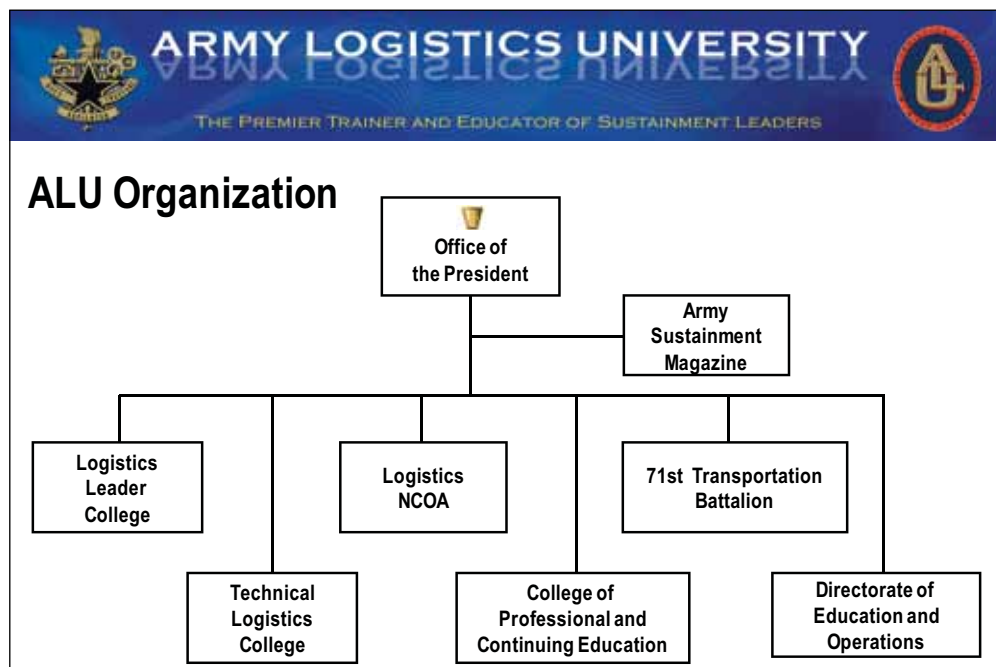 ARMY LOGISTICS UNIVERSITY
THE PREMIER TRAINER AND EDUCATOR OF SUSTAINMENT LEADERS
ALU Organization
Office of
the President
Army
Sustainment
Magazine
Logistics
Leader
College
Logistics
NCOA
71st Transportation
Battalion
Technical
Logistics
College
College of
Professional and
Continuing Education
Directorate of
Education and
Operations